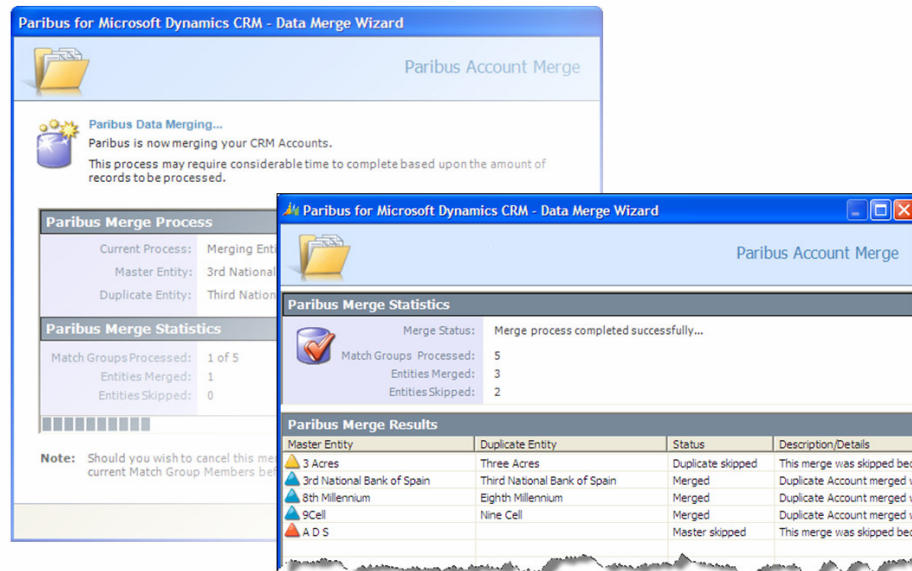 Paribus for Microsoft Dynamics CRM - Data Merge Wizard
Paribus Account Merge
Paribus Data Merging...
Paribus is now merging your CRM Accounts.
This process may require considerable time to complete based upon the amount of
records to be processed.
Paribus Merge Process
Current Process: Merging
Master Entity: 3rd National
Duplicate Entity: Third
Paribus Merge Statistics
Match Groups Processed: 1 of 5
Entities Merged: 1
Entities Skipped: 0
Note: Should you wish to cancel this
current Match Group Members
Paribus for Microsoft Dynamics CRM - Data Merge Wizard
Paribus Account Merge
Paribus Merge Statistics
Merge Status: Merge process completed successfully...
Match Groups Processed: 5
Entities Merged: 3
Entities Skipped: 2
Paribus Merge Results
Master Entity Duplicate Entity Status Description/Details
3 Acres Three Acres Duplicate skipped This merge was skipped
3rd National Bank of Spain Third National Bank of Spain Merged Duplicate Account merged
8th Millennium Eighth Millennium Merged Duplicate Account merged
9Cell Nine Cell Merged Duplicate Account merged
A D S Master skipped This merge was skipped